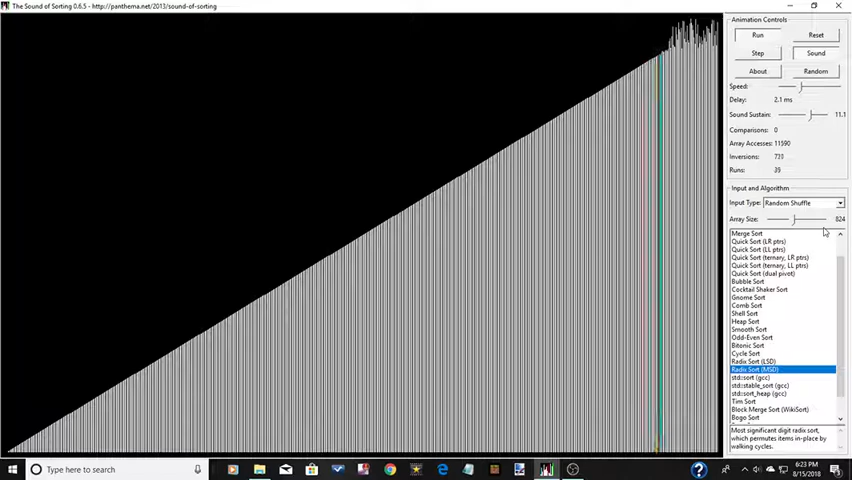 The Sound of Sorting 0.6.5 - http://panthema.net/2013/sound-of-sorting
Animation Controls
Run Reset
Step Sound
About Random
Speed:
Delay: 2.1 ms
Sound Sustain: 11.1
Comparisons: 0
Array Accesses: 11590
Inversions: 739
Runs: 39
Input and Algorithm
Input Type: Random Shuffle
Array Size: 824
Merge Sort
Quick Sort (LR ptrs)
Quick Sort (LL ptrs)
Quick Sort (ternary, LR ptrs)
Quick Sort (ternary, LL ptrs)
Quick Sort (dual pivot)
Bubble Sort
Cocktail Shaker Sort
Gnome Sort
Comb Sort
Shell Sort
Heap Sort
Smooth Sort
Odd-Even Sort
Bitonic Sort
Cycle Sort
Radix Sort (LSD)
Radix Sort (MSD)
std::sort (gcc)
std::stable_sort (gcc)
std::sort_heap (gcc)
Tim Sort
Block Merge Sort (WikiSort)
Bogo Sort
Most significant digit radix sort,
which permutes items in-place by
walking cycles.
Type here to search
6:23 PM
8/15/2018